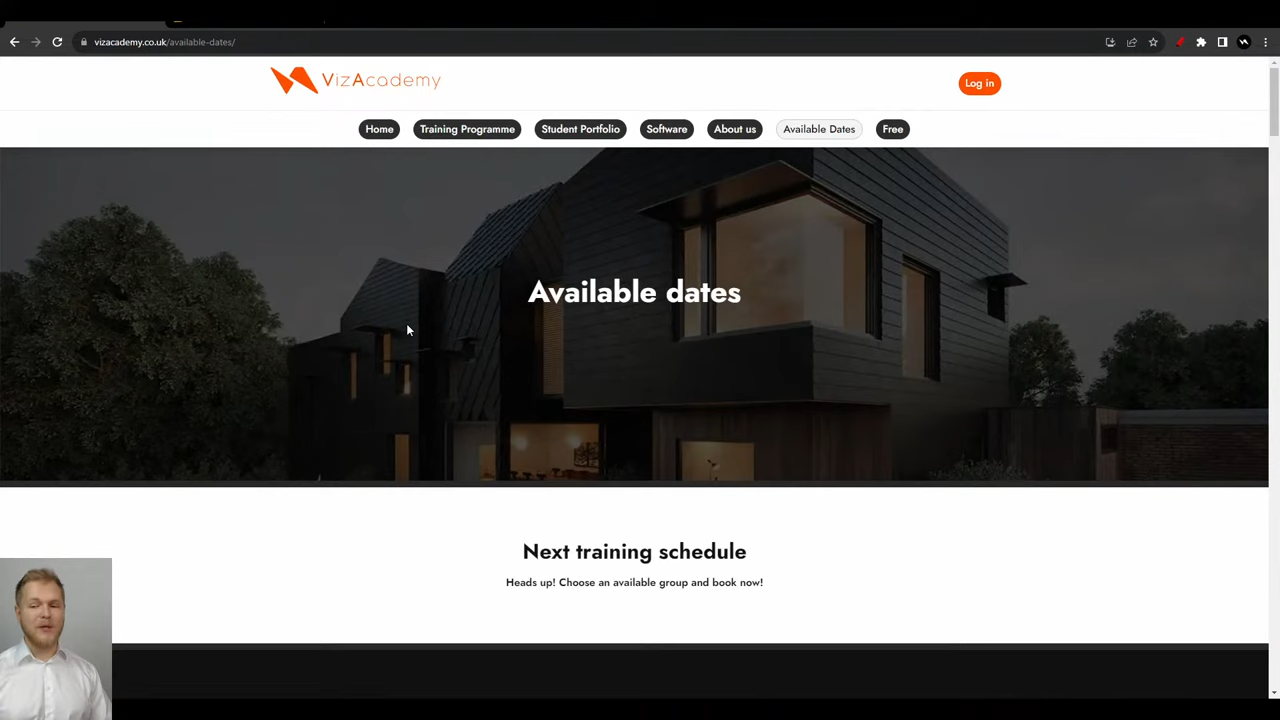 vizacademy.co.uk/available-dates/
VizAcademy
Log in
Home
Training Programme
Student Portfolio
Software
About us
Available Dates
Free
Available dates
Next training schedule
Heads up! Choose an available group and book now!